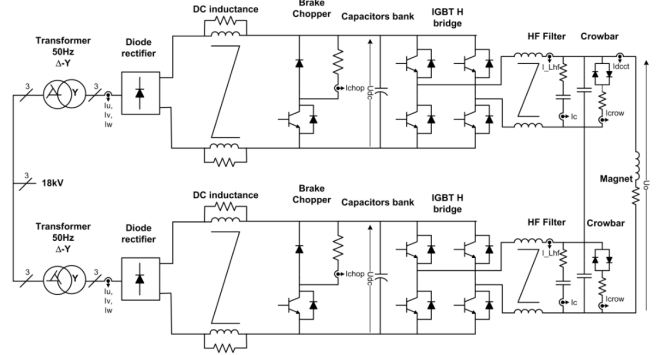 DC inductance
Brake
Chopper
Capacitors bank
IGBT H
bridge
HF Filter
Crowbar
Transformer
50Hz
Δ-Y
Diode
rectifier
3
Y
3
Iu,
Iv,
Iw
Ichop
Udc
I_Lhf
Ic
Icrow
Idcct
3
18kV
Magnet
Uo
DC inductance
Brake
Chopper
Capacitors bank
IGBT H
bridge
HF Filter
Crowbar
Transformer
50Hz
Δ-Y
Diode
rectifier
3
Y
3
Iu,
Iv,
Iw
Ichop
Udc
I_Lhf
Ic
Icrow